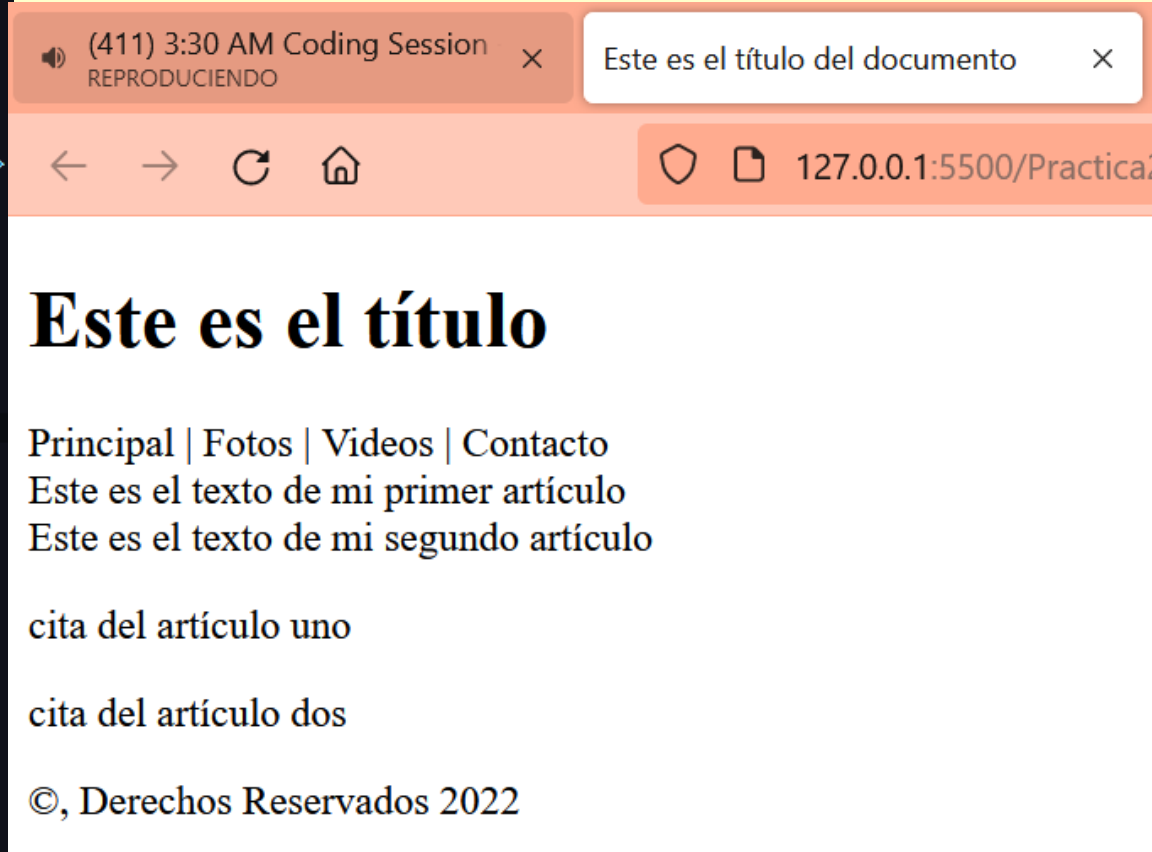 (411) 3:30 AM Coding Session
REPRODUCIENDO
Este es el título del documento
127.0.0.1:5500/Practica2
Este es el título
Principal | Fotos | Videos | Contacto
Este es el texto de mi primer artículo
Este es el texto de mi segundo artículo
cita del artículo uno
cita del artículo dos
©, Derechos Reservados 2022